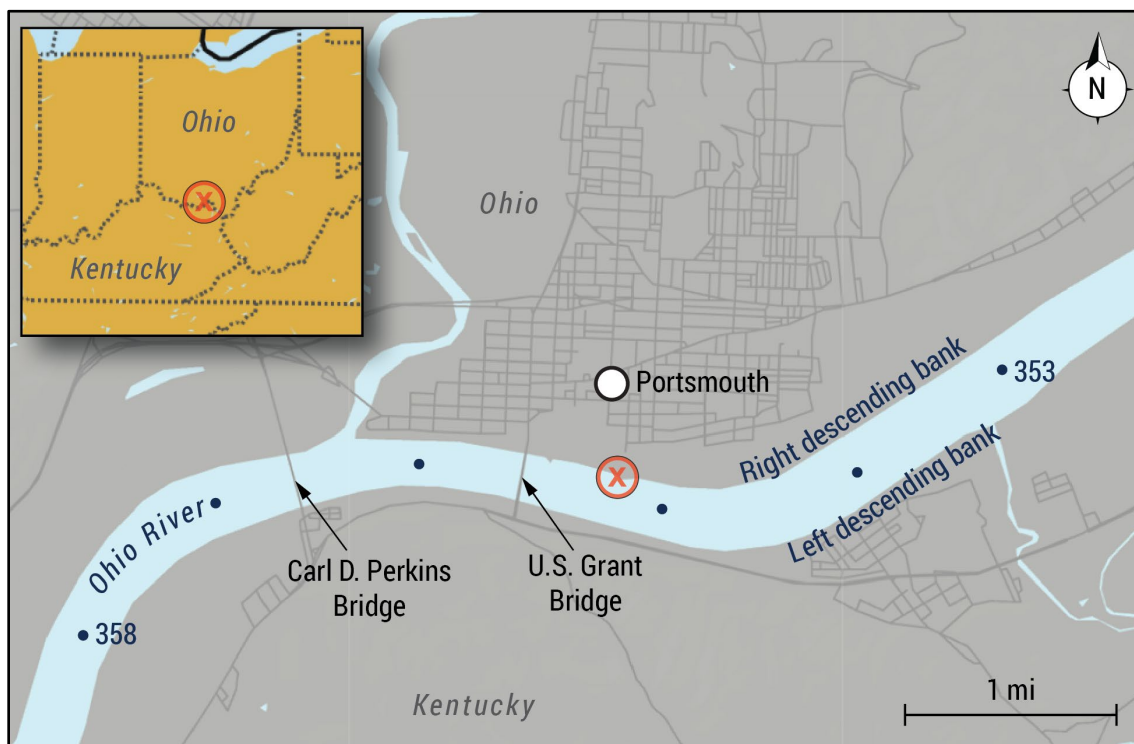 Ohio
X
Kentucky
N
Ohio
Portsmouth
353
Right descending bank
Left descending bank
X
Ohio River
Carl D. Perkins
Bridge
U.S. Grant
Bridge
358
Kentucky
1 mi